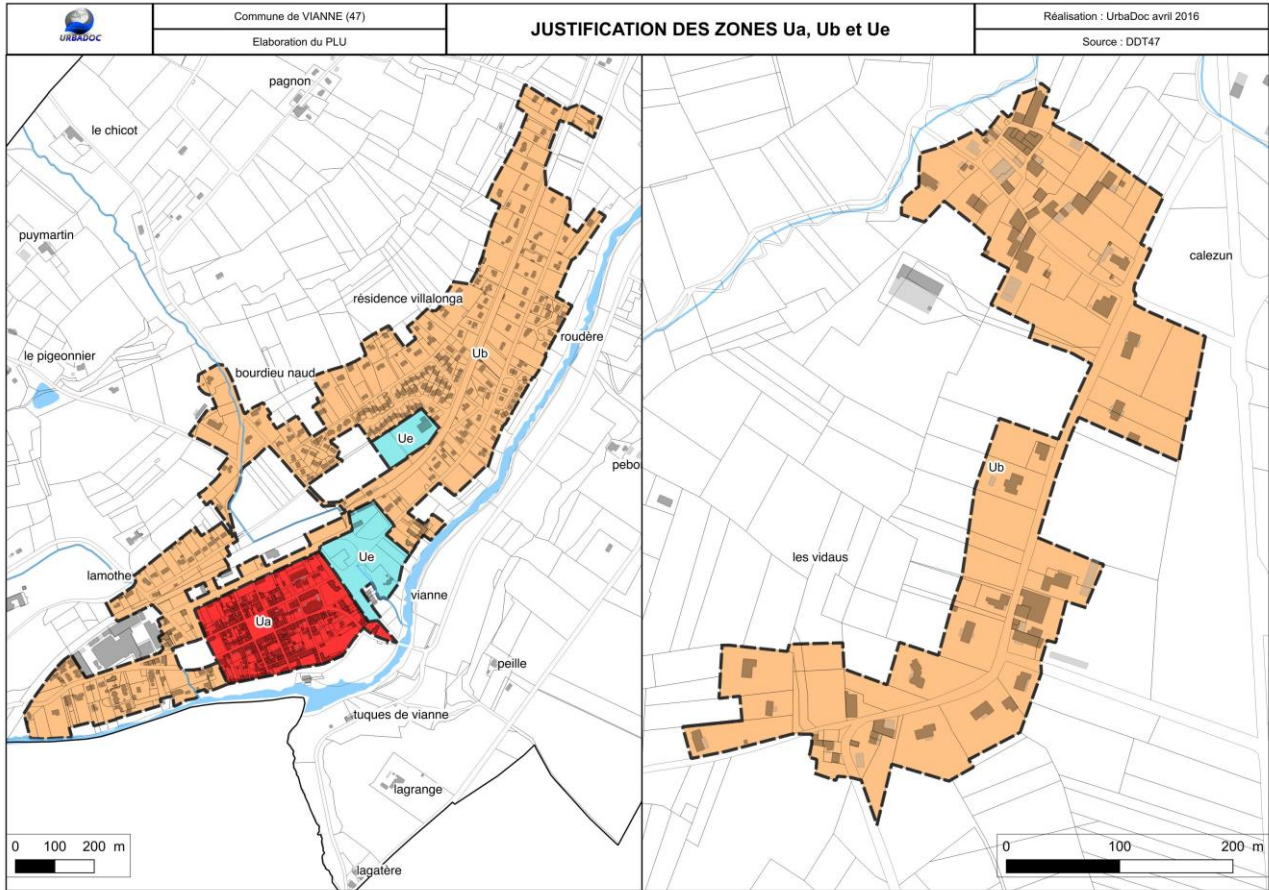 URBADOC
Commune de VIANNE (47)
Elaboration du PLU
JUSTIFICATION DES ZONES Ua, Ub et Ue
Réalisation : UrbaDoc avril 2016
Source : DDT47
pagnon
le chicot
puymartin
résidence villalonga
roudère
le pigeonnier
bourdieu naud
Ub
Ue
Ue
lamothe
vianne
Ua
peille
tuques de vianne
lagrange
lagatère
0 100 200 m
calezun
Ub
les vidaus
0 100 200 m